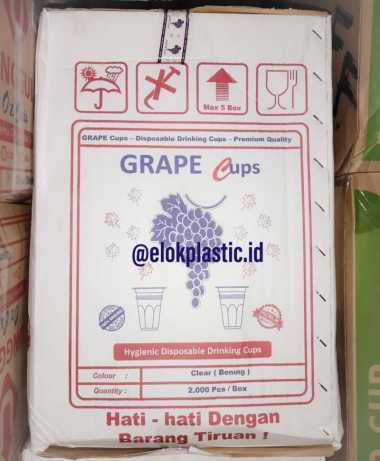 Max 5 Box
GRAPE Cups – Disposable Drinking Cups – Premium Quality
GRAPE Cups
@elokplastic.id
Hygienic Disposable Drinking Cups
Colour : Clear ( Bening )
Quantity : 2.000 Pcs / Box
Hati - hati Dengan
Barang Tiruan !